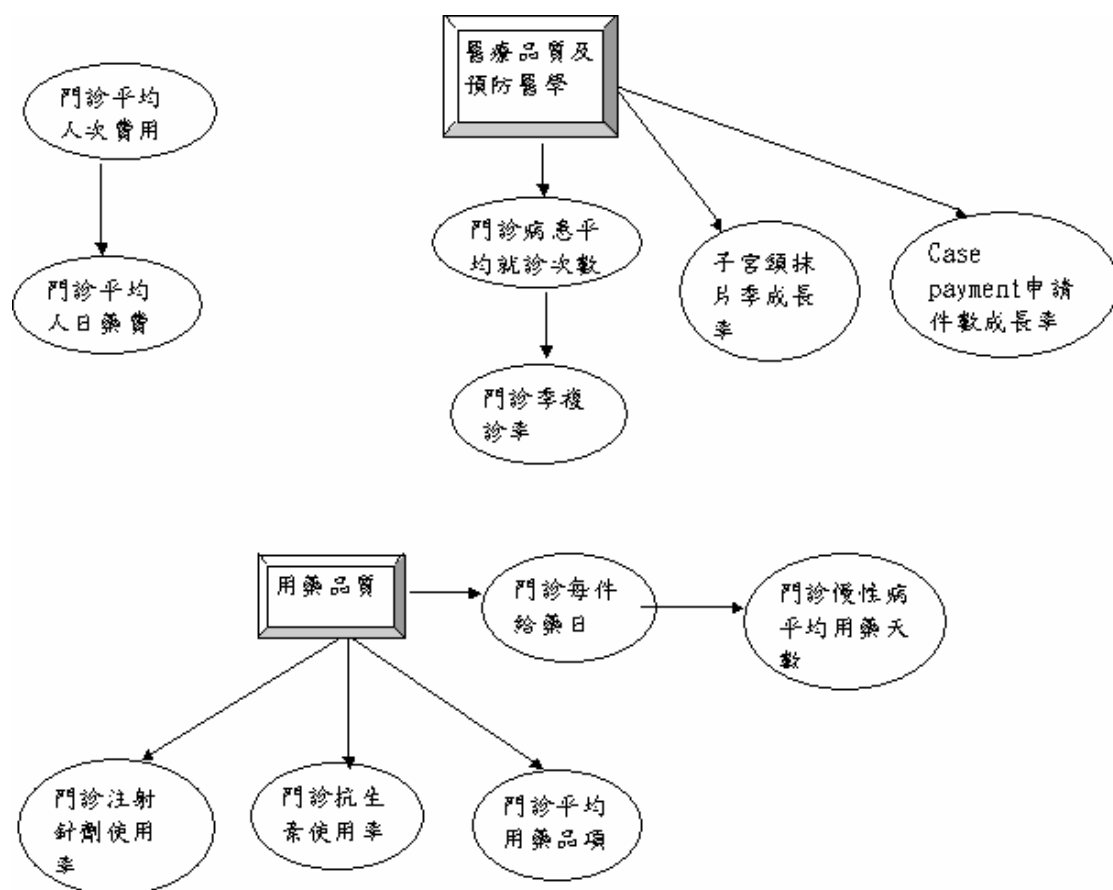 醫療品質及
預防醫學
門診平均
人次費用
門診病患平
均就診次數
子宮頸抹
片季成長
率
Case
payment申請
件數成長率
門診平均
人日藥費
門診季複
診率
用藥品質
門診每件
給藥日
門診慢性病
平均用藥天
數
門診注射
針劑使用
率
門診抗生
素使用率
門診平均
用藥品項